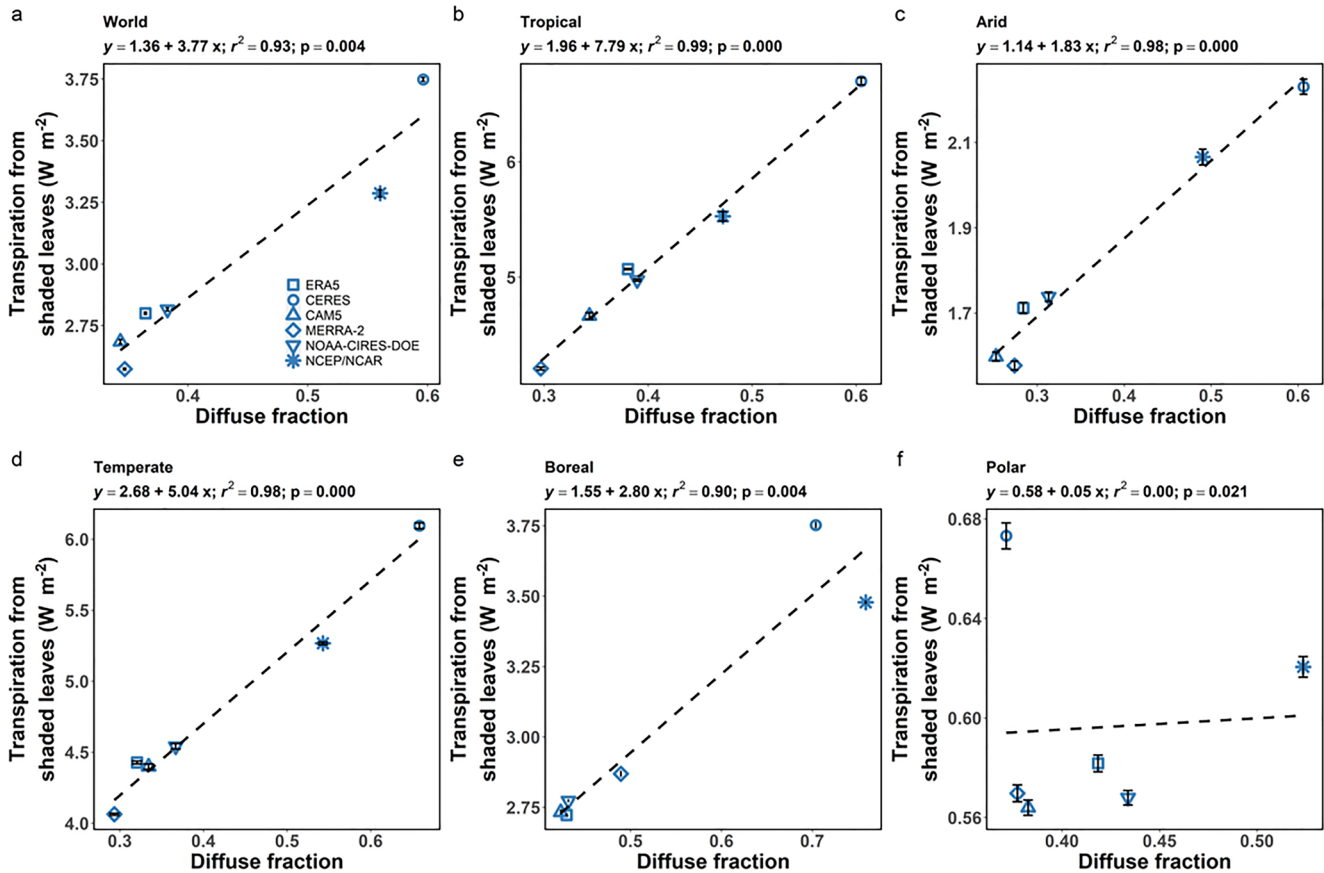 a
World
y = 1.36 + 3.77 x; r² = 0.93; p = 0.004
Transpiration from
shaded leaves (W m⁻²)
3.75
3.50
3.25
3.00
2.75
ERA5
CERES
CAM5
MERRA-2
NOAA-CIRES-DOE
NCEP/NCAR
0.4 0.5 0.6
Diffuse fraction
b
Tropical
y = 1.96 + 7.79 x; r² = 0.99; p = 0.000
Transpiration from
shaded leaves (W m⁻²)
6
5
0.3 0.4 0.5 0.6
Diffuse fraction
c
Arid
y = 1.14 + 1.83 x; r² = 0.98; p = 0.000
Transpiration from
shaded leaves (W m⁻²)
2.1
1.9
1.7
0.3 0.4 0.5 0.6
Diffuse fraction
d
Temperate
y = 2.68 + 5.04 x; r² = 0.98; p = 0.000
Transpiration from
shaded leaves (W m⁻²)
6.0
5.5
5.0
4.5
4.0
0.3 0.4 0.5 0.6
Diffuse fraction
e
Boreal
y = 1.55 + 2.80 x; r² = 0.90; p = 0.004
Transpiration from
shaded leaves (W m⁻²)
3.75
3.50
3.25
3.00
2.75
0.5 0.6 0.7
Diffuse fraction
f
Polar
y = 0.58 + 0.05 x; r² = 0.00; p = 0.021
Transpiration from
shaded leaves (W m⁻²)
0.68
0.64
0.60
0.56
0.40 0.45 0.50
Diffuse fraction